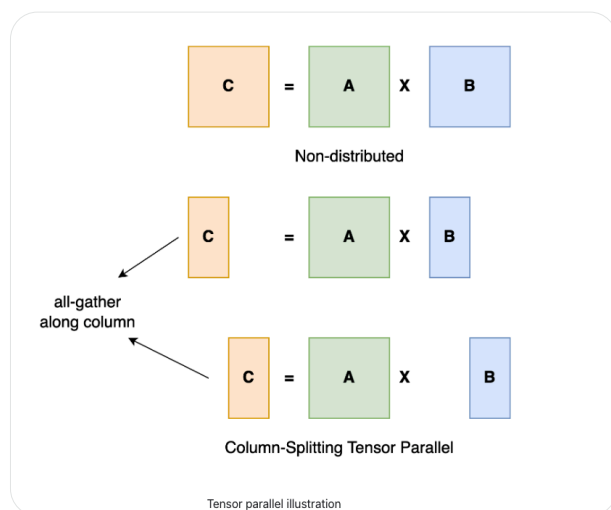 C = A X B
Non-distributed
C = A X B
all-gather
along column
C = A X B
Column-Splitting Tensor Parallel
Tensor parallel illustration